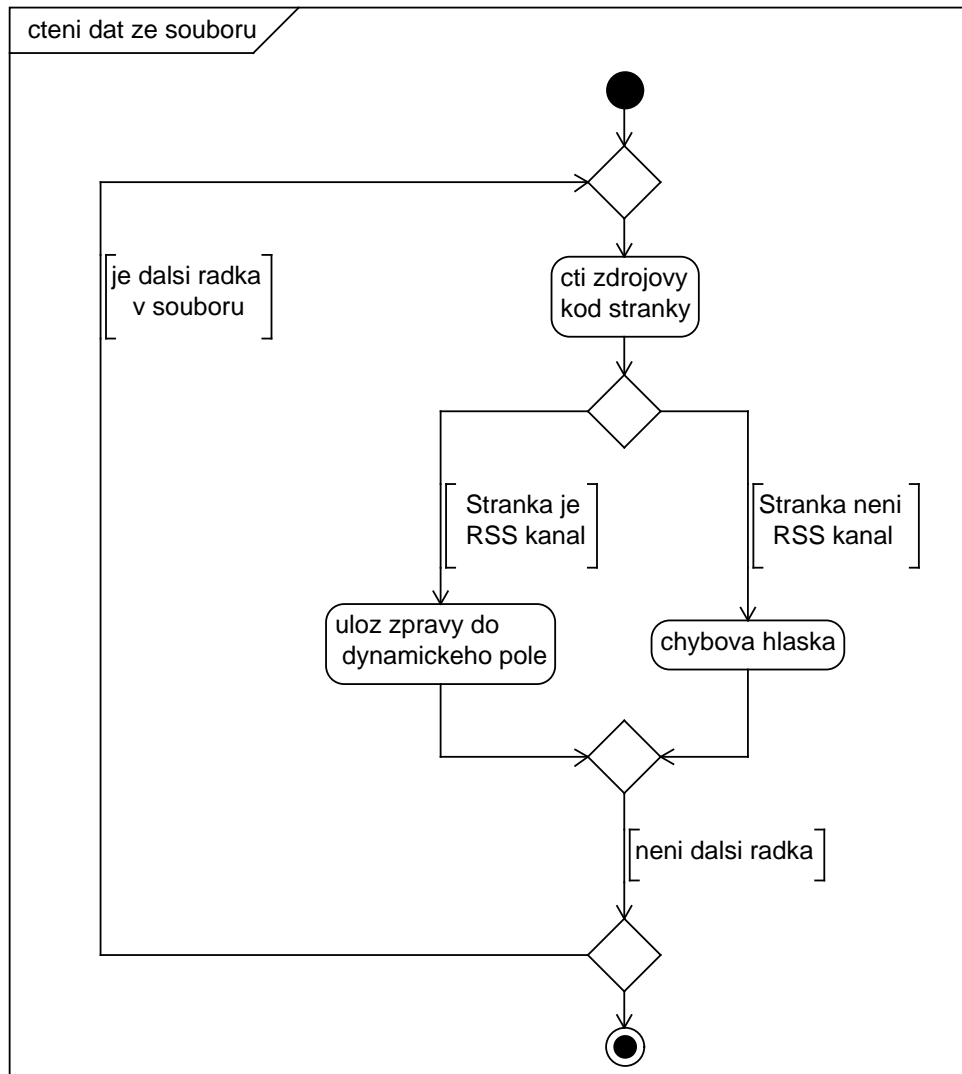 cteni dat ze souboru
je dalsi radka
v souboru
cti zdrojovy
kod stranky
Stranka je
RSS kanal
Stranka neni
RSS kanal
uloz zpravy do
dynamickeho pole
chybova hlaska
neni dalsi radka